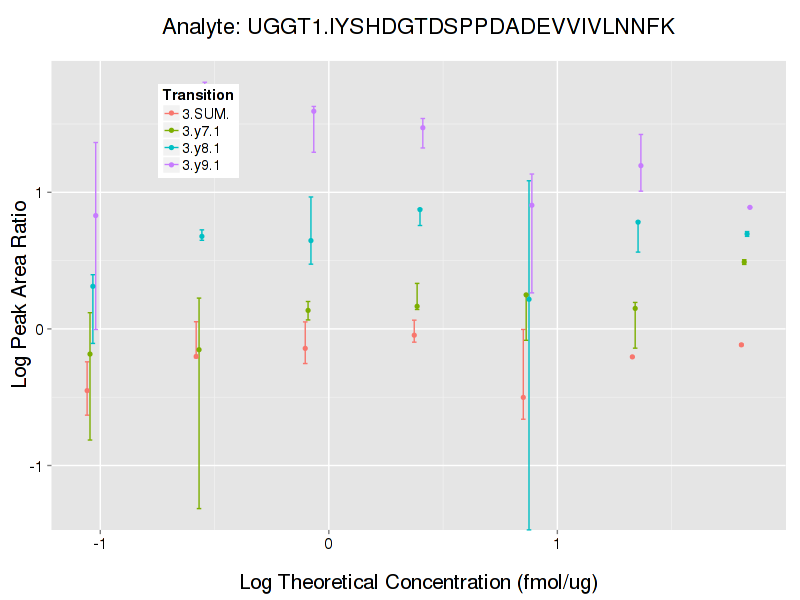 Analyte: UGGT1.IYSHDGTDSPPDADEVVIVLNNFK
Transition
3.SUM.
3.y7.1
3.y8.1
3.y9.1
Log Peak Area Ratio
1
0
-1
-1
0
1
Log Theoretical Concentration (fmol/ug)